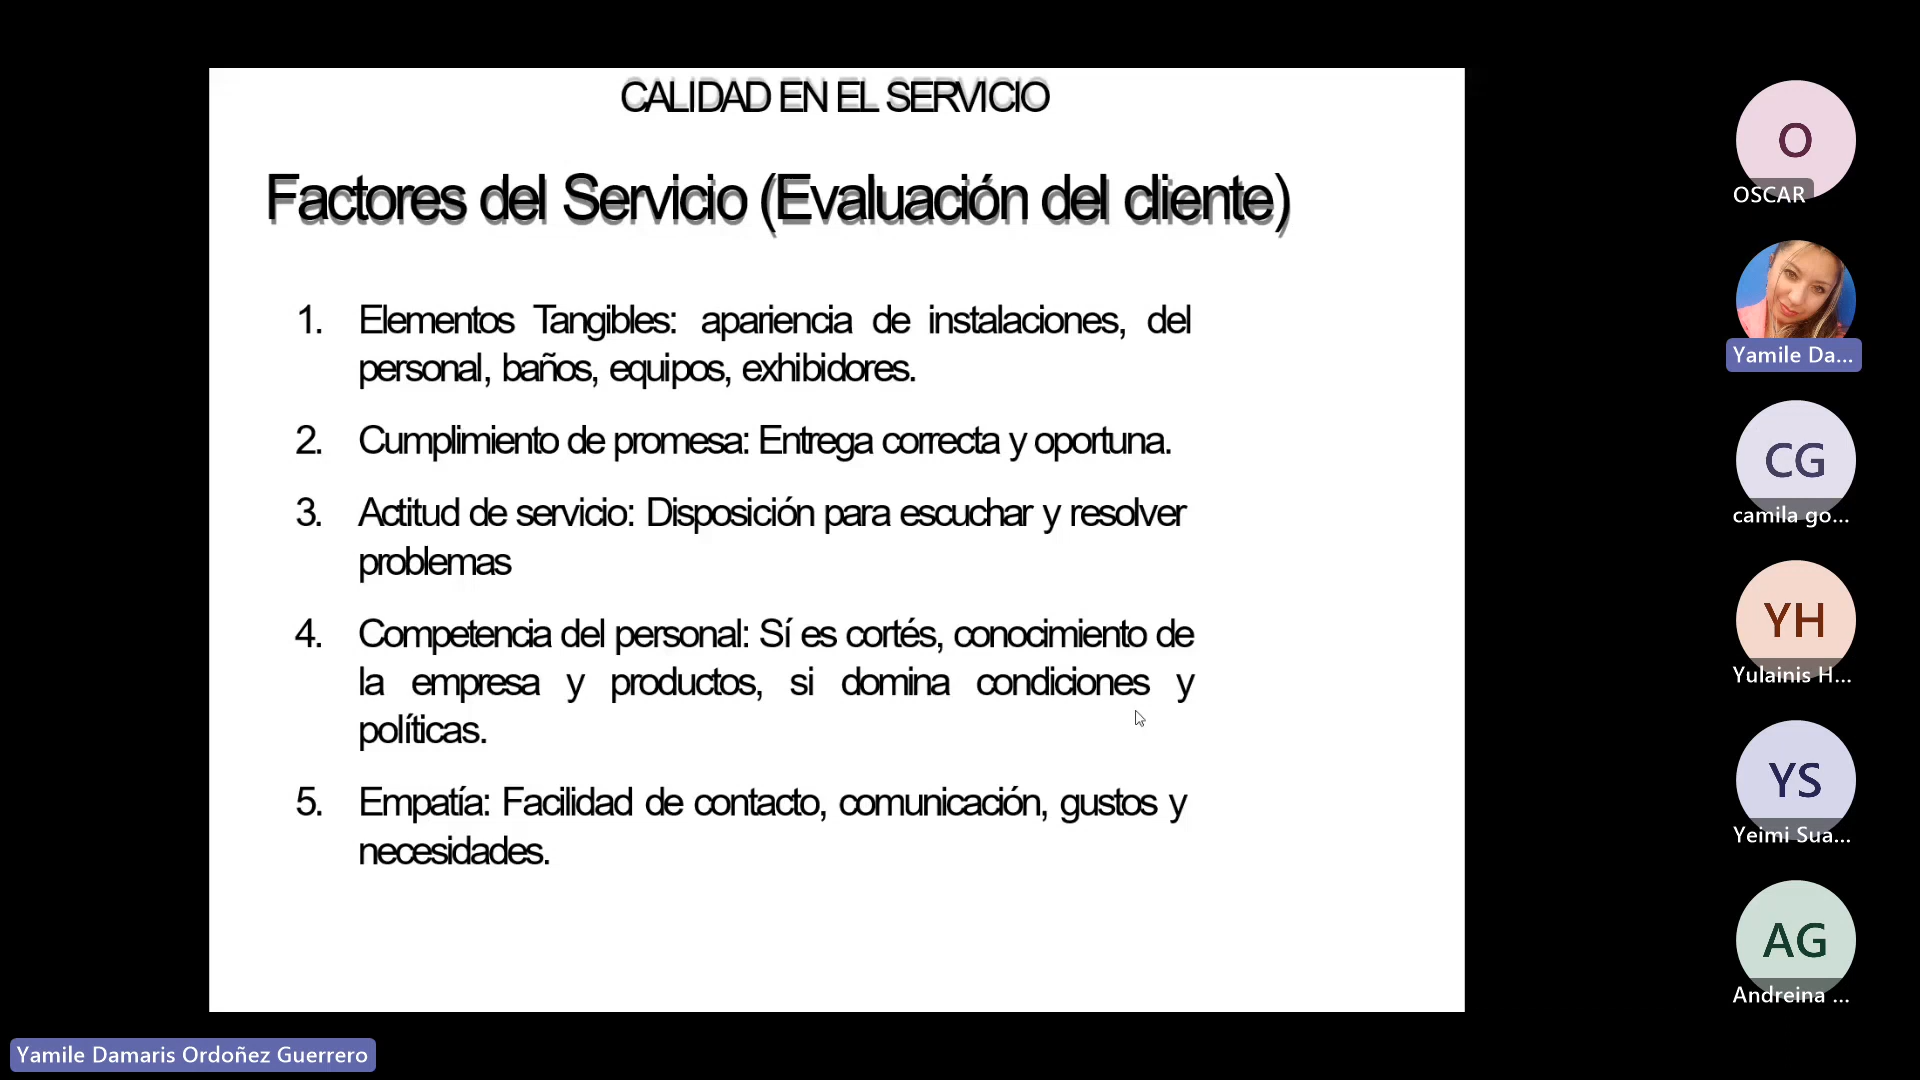 CALIDAD EN EL SERVICIO
Factores del Servicio (Evaluación del cliente)
1. Elementos Tangibles: apariencia de instalaciones, del
personal, baños, equipos, exhibidores.
2. Cumplimiento de promesa: Entrega correcta y oportuna.
3. Actitud de servicio: Disposición para escuchar y resolver
problemas
4. Competencia del personal: Sí es cortés, conocimiento de
la empresa y productos, si domina condiciones y
políticas.
5. Empatía: Facilidad de contacto, comunicación, gustos y
necesidades.
O
OSCAR
Yamile Da...
CG
camila go...
YH
Yulainis H...
YS
Yeimi Sua...
AG
Andreina ...
Yamile Damaris Ordoñez Guerrero